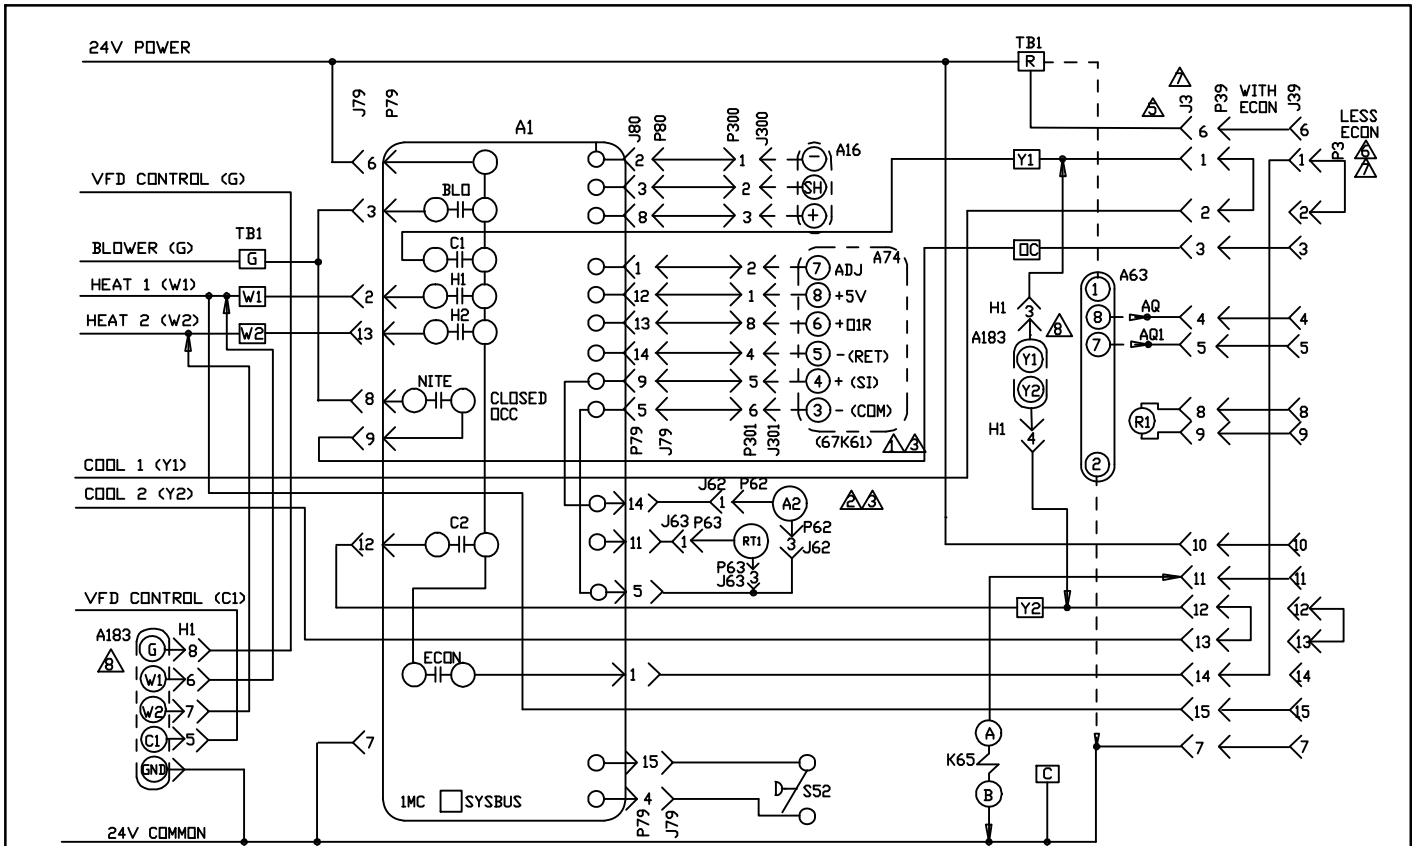 24V POWER
TB1
R
7
5
J3
P39
WITH
ECON
J39
LESS
ECON
P3
6
7
J79
P79
A1
J80
P80
P300
J300
6
2
1
−
A16
Y1
6
6
1
1
VFD CONTROL (G)
BLO
3
2
SH
3
8
3
+
2
2
BLOWER (G)
TB1
G
C1
OC
3
3
A74
1
2
7
ADJ
A63
HEAT 1 (W1)
W1
2
H1
12
1
8
+5V
1
HEAT 2 (W2)
W2
13
H2
13
8
6
+01R
H1
3
8
8
AQ
4
4
A183
Y1
7
AQ1
5
5
14
4
5
-(RET)
NITE
9
5
4
+ (SI)
Y2
8
CLOSED
OCC
5
6
3
- (COM)
R1
8
8
9
P79
J79
P301
J301
(67K61)
1
3
H1
4
9
9
COOL 1 (Y1)
2
COOL 2 (Y2)
14
J62
1
P62
A2
2
3
C2
12
11
J63
P63
1
RT1
P62
3
J62
10
10
P63
3
J63
11
11
5
VFD CONTROL (C1)
Y2
12
12
A183
8
H1
G
8
13
13
ECON
1
W1
6
14
14
W2
7
15
15
C1
5
7
A
7
7
GND
15
K65
C
B
D
S52
1MC
SYSBUS
4
P79
J79
24V COMMON